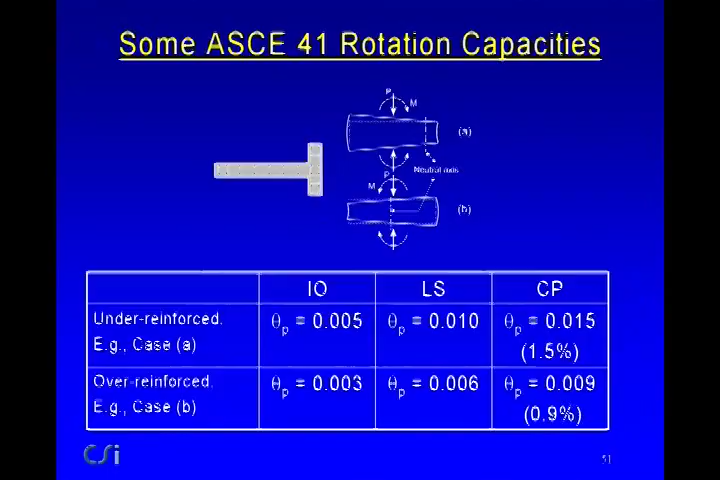 Some ASCE 41 Rotation Capacities
P
M
(a)
P
Neutral axis
M
(b)
IO LS CP
Under-reinforced. θp = 0.005 θp = 0.010 θp = 0.015
E.g., Case (a) (1.5%)
Over-reinforced. θp = 0.003 θp = 0.006 θp = 0.009
E.g., Case (b) (0.9%)
CSi
51